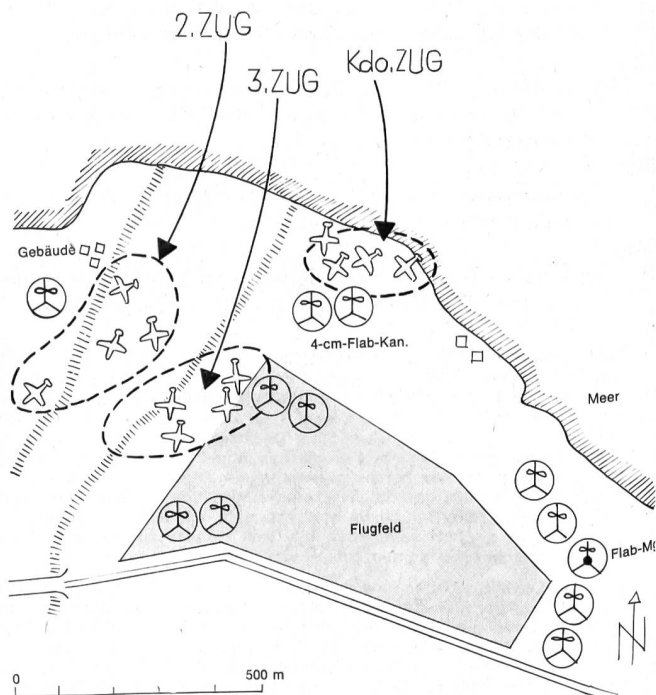 2.ZUG
3.ZUG
Kdo.ZUG
Gebäude
4-cm-Flab-Kan.
Meer
Flugfeld
Flab-Mg
N
0
500 m